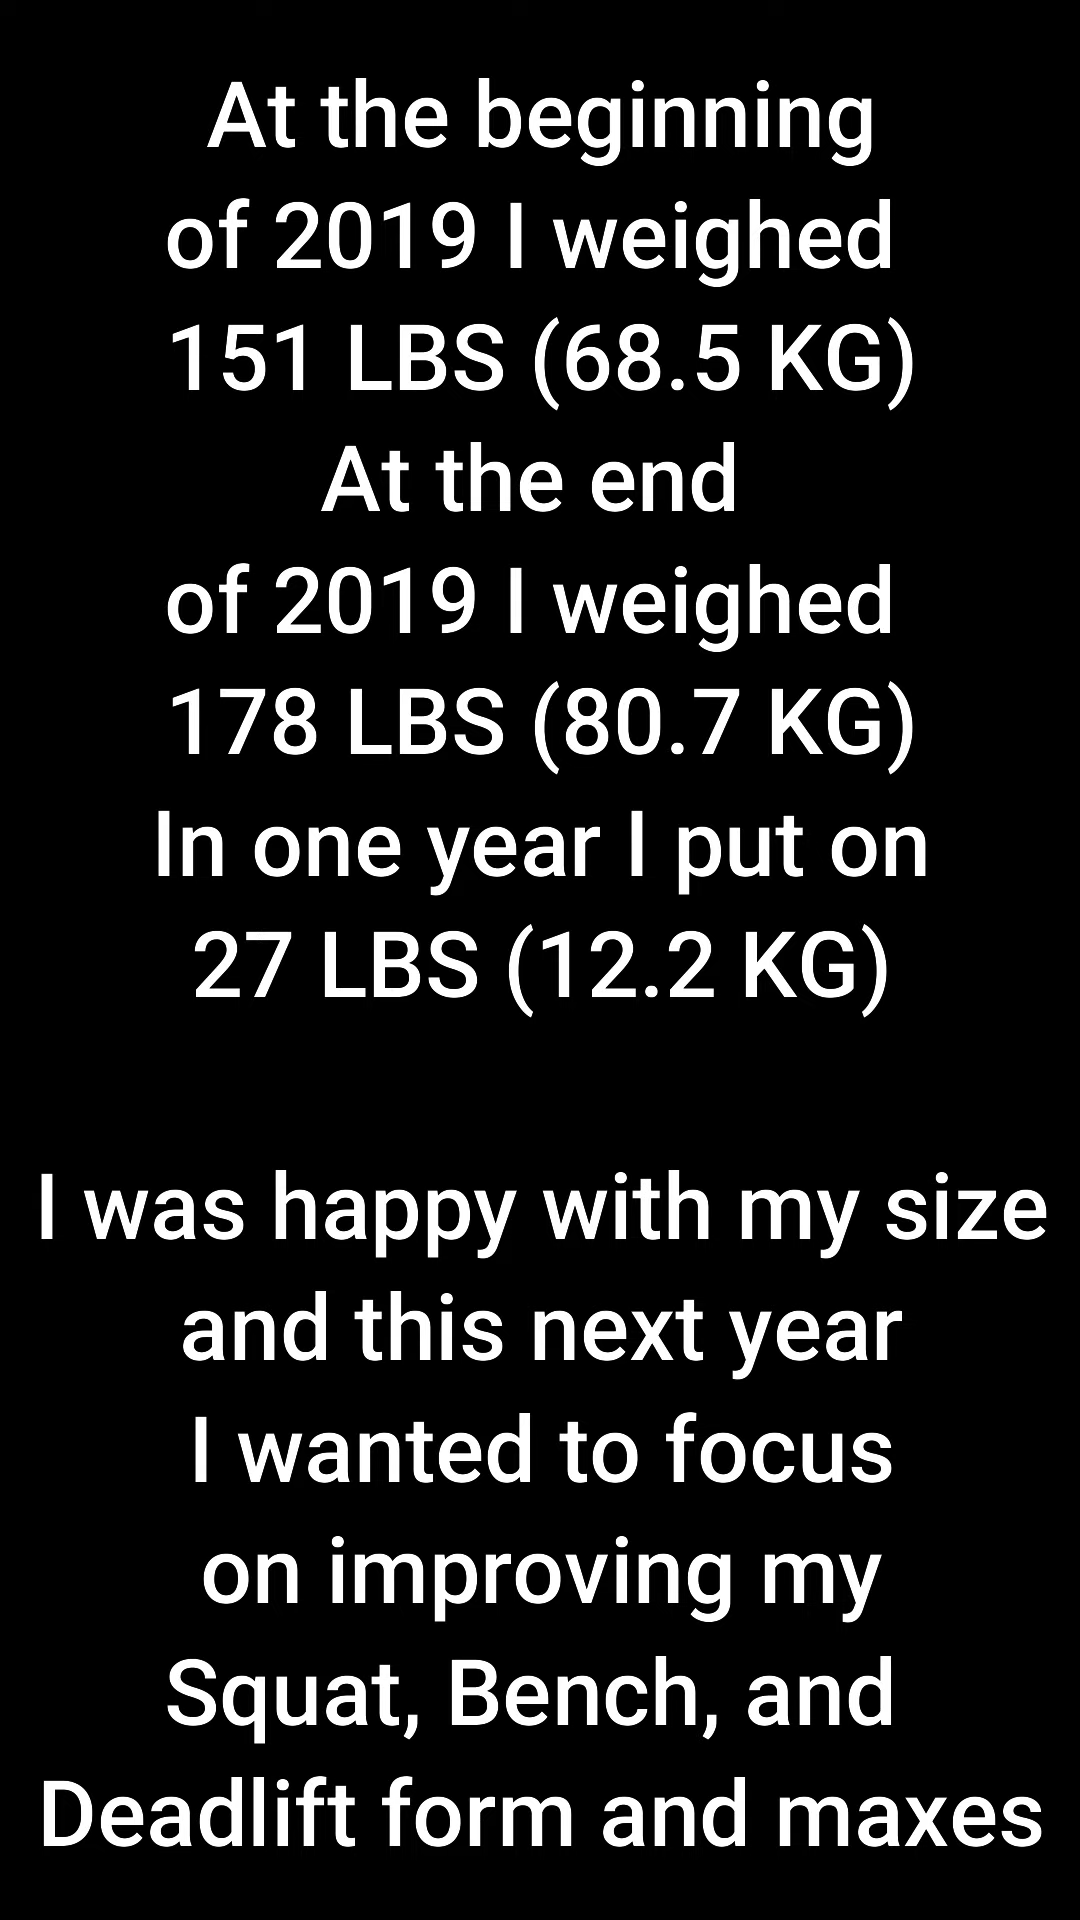 At the beginning
of 2019 I weighed
151 LBS (68.5 KG)
At the end
of 2019 I weighed
178 LBS (80.7 KG)
In one year I put on
27 LBS (12.2 KG)
I was happy with my size
and this next year
I wanted to focus
on improving my
Squat, Bench, and
Deadlift form and maxes